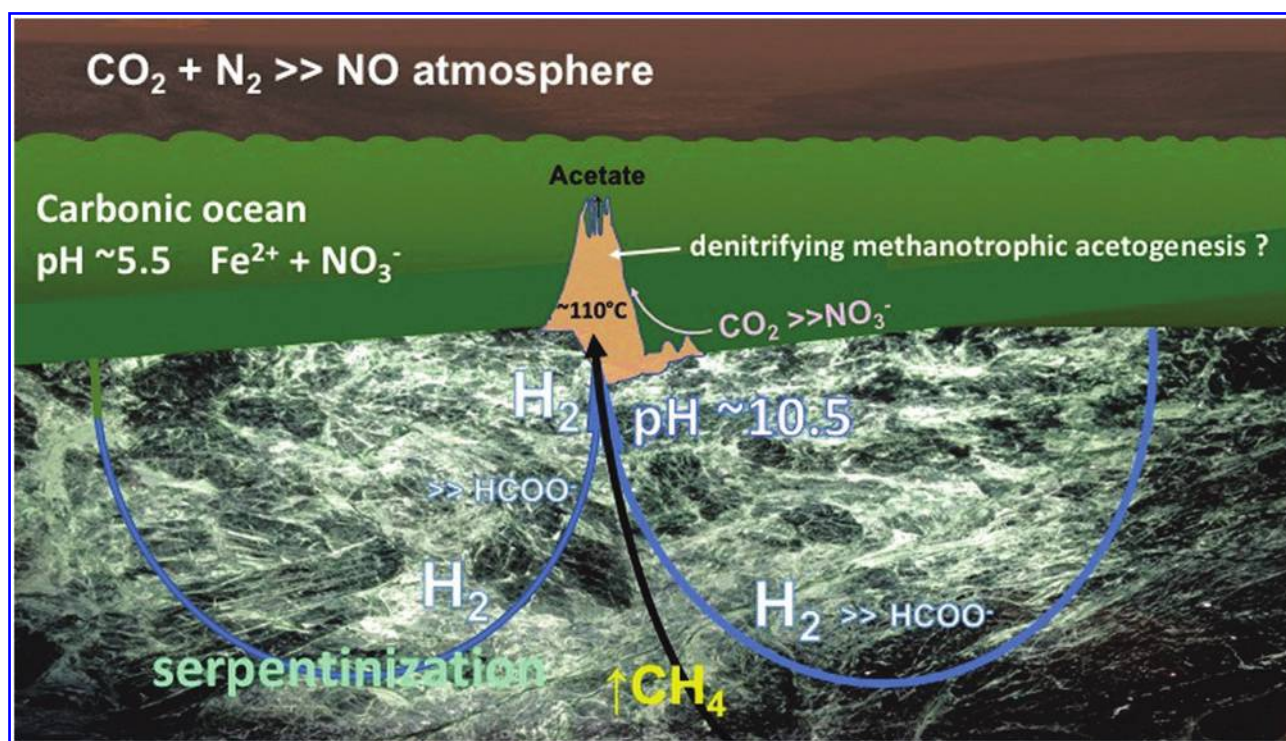 CO₂ + N₂ >> NO atmosphere
Acetate
Carbonic ocean
pH ~5.5 Fe²⁺ + NO₃⁻
denitrifying methanotrophic acetogenesis ?
~110°C
CO₂ >>NO₃⁻
H₂
pH ~10.5
>> HCOO⁻
H₂
H₂ >> HCOO⁻
serpentinization
↑CH₄